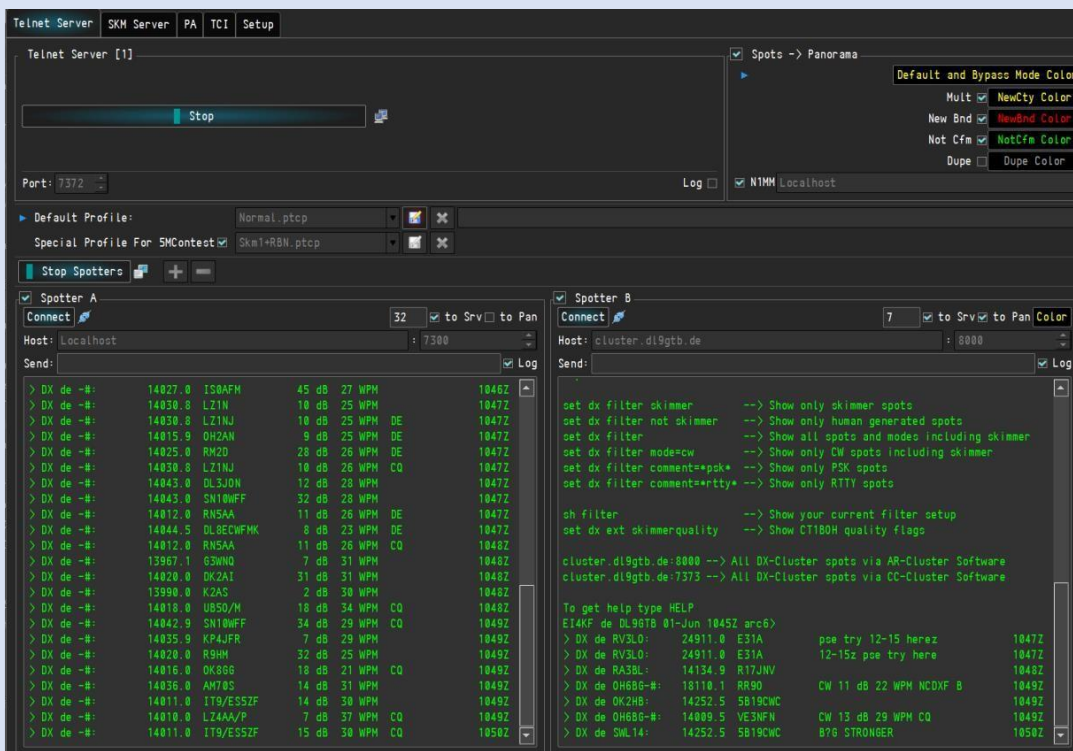 Telnet Server SKM Server PA TCI Setup
Telnet Server [1]
Stop
Port: 7372
Log
Spots -> Panorama
Default and Bypass Mode Color
Mult NewCty Color
New Bnd NewBnd Color
Not Cfm NotCfm Color
Dupe Dupe Color
N1MM Localhost
Default Profile: Normal.ptcp
Special Profile For 5MContest Skm1+RBN.ptcp
Stop Spotters
Spotter A
Connect 32 to Srv to Pan
Host: Localhost : 7300
Send: Log
> DX de -#: 14027.0 IS0AFM 45 dB 27 WPM 1046Z
> DX de -#: 14030.8 LZ1N 10 dB 25 WPM 1047Z
> DX de -#: 14030.8 LZ1NJ 10 dB 25 WPM DE 1047Z
> DX de -#: 14015.9 OH2AN 9 dB 25 WPM DE 1047Z
> DX de -#: 14025.0 RM2D 28 dB 26 WPM DE 1047Z
> DX de -#: 14030.8 LZ1NJ 10 dB 26 WPM CQ 1047Z
> DX de -#: 14043.0 DL3JON 12 dB 28 WPM 1047Z
> DX de -#: 14043.0 SN10WFF 32 dB 28 WPM 1047Z
> DX de -#: 14012.0 RN5AA 11 dB 26 WPM DE 1047Z
> DX de -#: 14044.5 DL8ECWFMK 8 dB 23 WPM DE 1047Z
> DX de -#: 14012.0 RN5AA 11 dB 26 WPM CQ 1048Z
> DX de -#: 13967.1 G3WNQ 7 dB 31 WPM 1048Z
> DX de -#: 14020.0 DK2AI 31 dB 31 WPM 1048Z
> DX de -#: 13990.0 K2AS 2 dB 30 WPM 1048Z
> DX de -#: 14018.0 UB5O/M 18 dB 34 WPM CQ 1048Z
> DX de -#: 14042.9 SN10WFF 34 dB 29 WPM CQ 1049Z
> DX de -#: 14035.9 KP4JFR 7 dB 29 WPM 1049Z
> DX de -#: 14020.0 R9HM 32 dB 25 WPM 1049Z
> DX de -#: 14016.0 OK8GG 18 dB 21 WPM CQ 1049Z
> DX de -#: 14036.0 AM70S 14 dB 31 WPM 1049Z
> DX de -#: 14011.0 IT9/ES5ZF 14 dB 30 WPM 1049Z
> DX de -#: 14010.0 LZ4AA/P 7 dB 37 WPM CQ 1049Z
> DX de -#: 14011.0 IT9/ES5ZF 15 dB 30 WPM CQ 1050Z
Spotter B
Connect 7 to Srv to Pan Color
Host: cluster.dl9gtb.de : 8000
Send: Log
set dx filter skimmer --> Show only skimmer spots
set dx filter not skimmer --> Show only human generated spots
set dx filter --> Show all spots and modes including skimmer
set dx filter mode=cw --> Show only CW spots including skimmer
set dx filter comment=*psk* --> Show only PSK spots
set dx filter comment=*rtty* --> Show only RTTY spots
sh filter --> Show your current filter setup
set dx ext skimmerquality --> Show CT1BOH quality flags
cluster.dl9gtb.de:8000 --> All DX-Cluster spots via AR-Cluster Software
cluster.dl9gtb.de:7373 --> All DX-Cluster spots via CC-Cluster Software
To get help type HELP
EI4KF de DL9GTB 01-Jun 1045Z arc6>
> DX de RV3LO: 24911.0 E31A pse try 12-15 herez 1047Z
> DX de RV3LO: 24911.0 E31A 12-15z pse try here 1047Z
> DX de RA3BL: 14134.9 R17JNV 1048Z
> DX de OH6BG-#: 18110.1 RR9O CW 11 dB 22 WPM NCDXF B 1049Z
> DX de OK2HB: 14252.5 5B19CWC 1049Z
> DX de OH6BG-#: 14009.5 VE3NFN CW 13 dB 29 WPM CQ 1049Z
> DX de SWL14: 14252.5 5B19CWC B?G STRONGER 1050Z